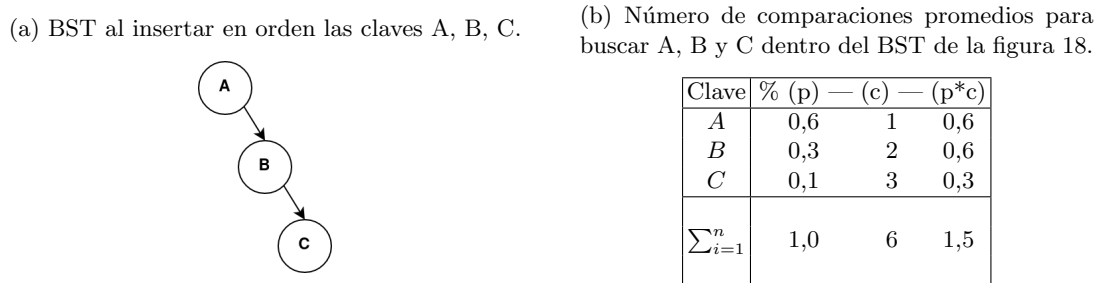 (a) BST al insertar en orden las claves A, B, C.
A
B
C
(b) Número de comparaciones promedios para
buscar A, B y C dentro del BST de la figura 18.
Clave % (p) — (c) — (p*c)
A 0,6 1 0,6
B 0,3 2 0,6
C 0,1 3 0,3
∑ⁿᵢ₌₁ 1,0 6 1,5